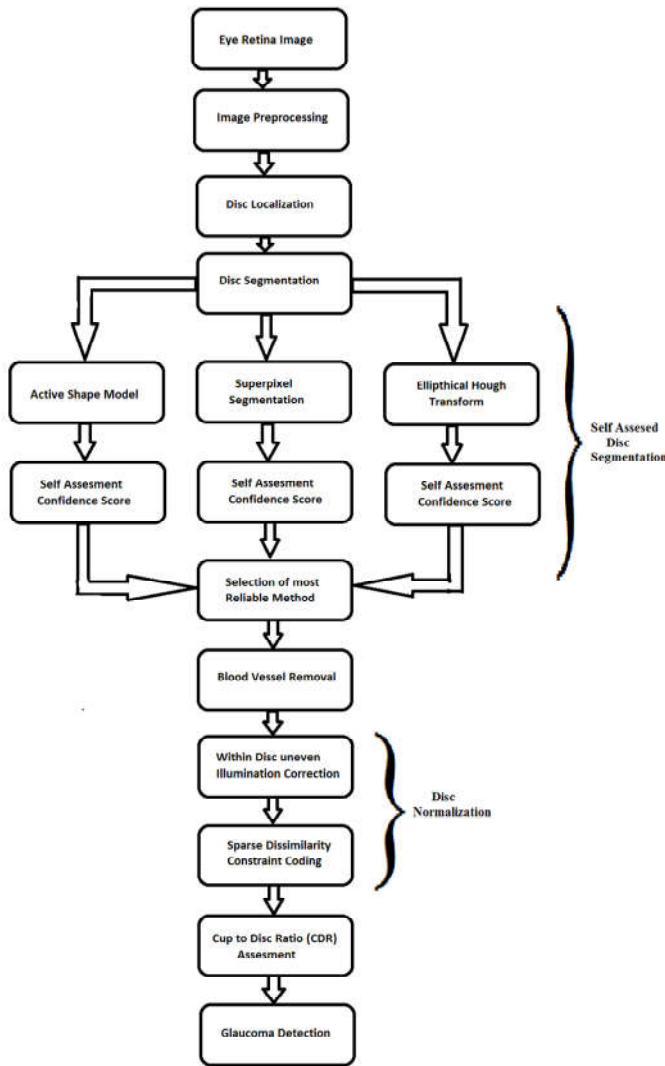 Eye Retina Image
Image Preprocessing
Disc Localization
Disc Segmentation
Active Shape Model
Superpixel
Segmentation
Ellipthical Hough
Transform
Self Assesed
Disc
Segmentation
Self Assesment
Confidence Score
Self Assesment
Confidence Score
Self Assesment
Confidence Score
Selection of most
Reliable Method
Blood Vessel Removal
Within Disc uneven
Illumination Correction
Disc
Normalization
Sparse Dissimilarity
Constraint Coding
Cup to Disc Ratio (CDR)
Assesment
Glaucoma Detection